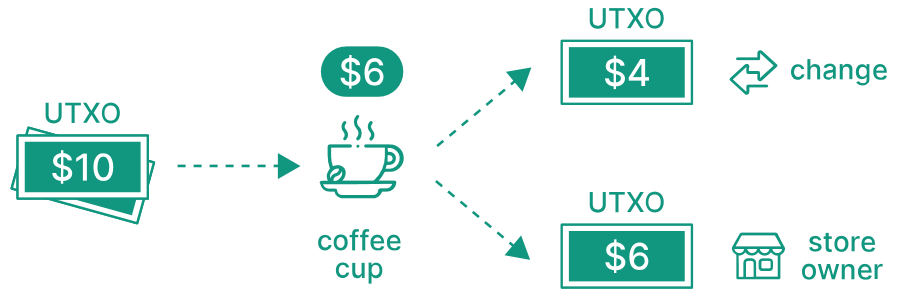 UTXO
$10
$6
coffee
cup
UTXO
$4
change
UTXO
$6
store
owner